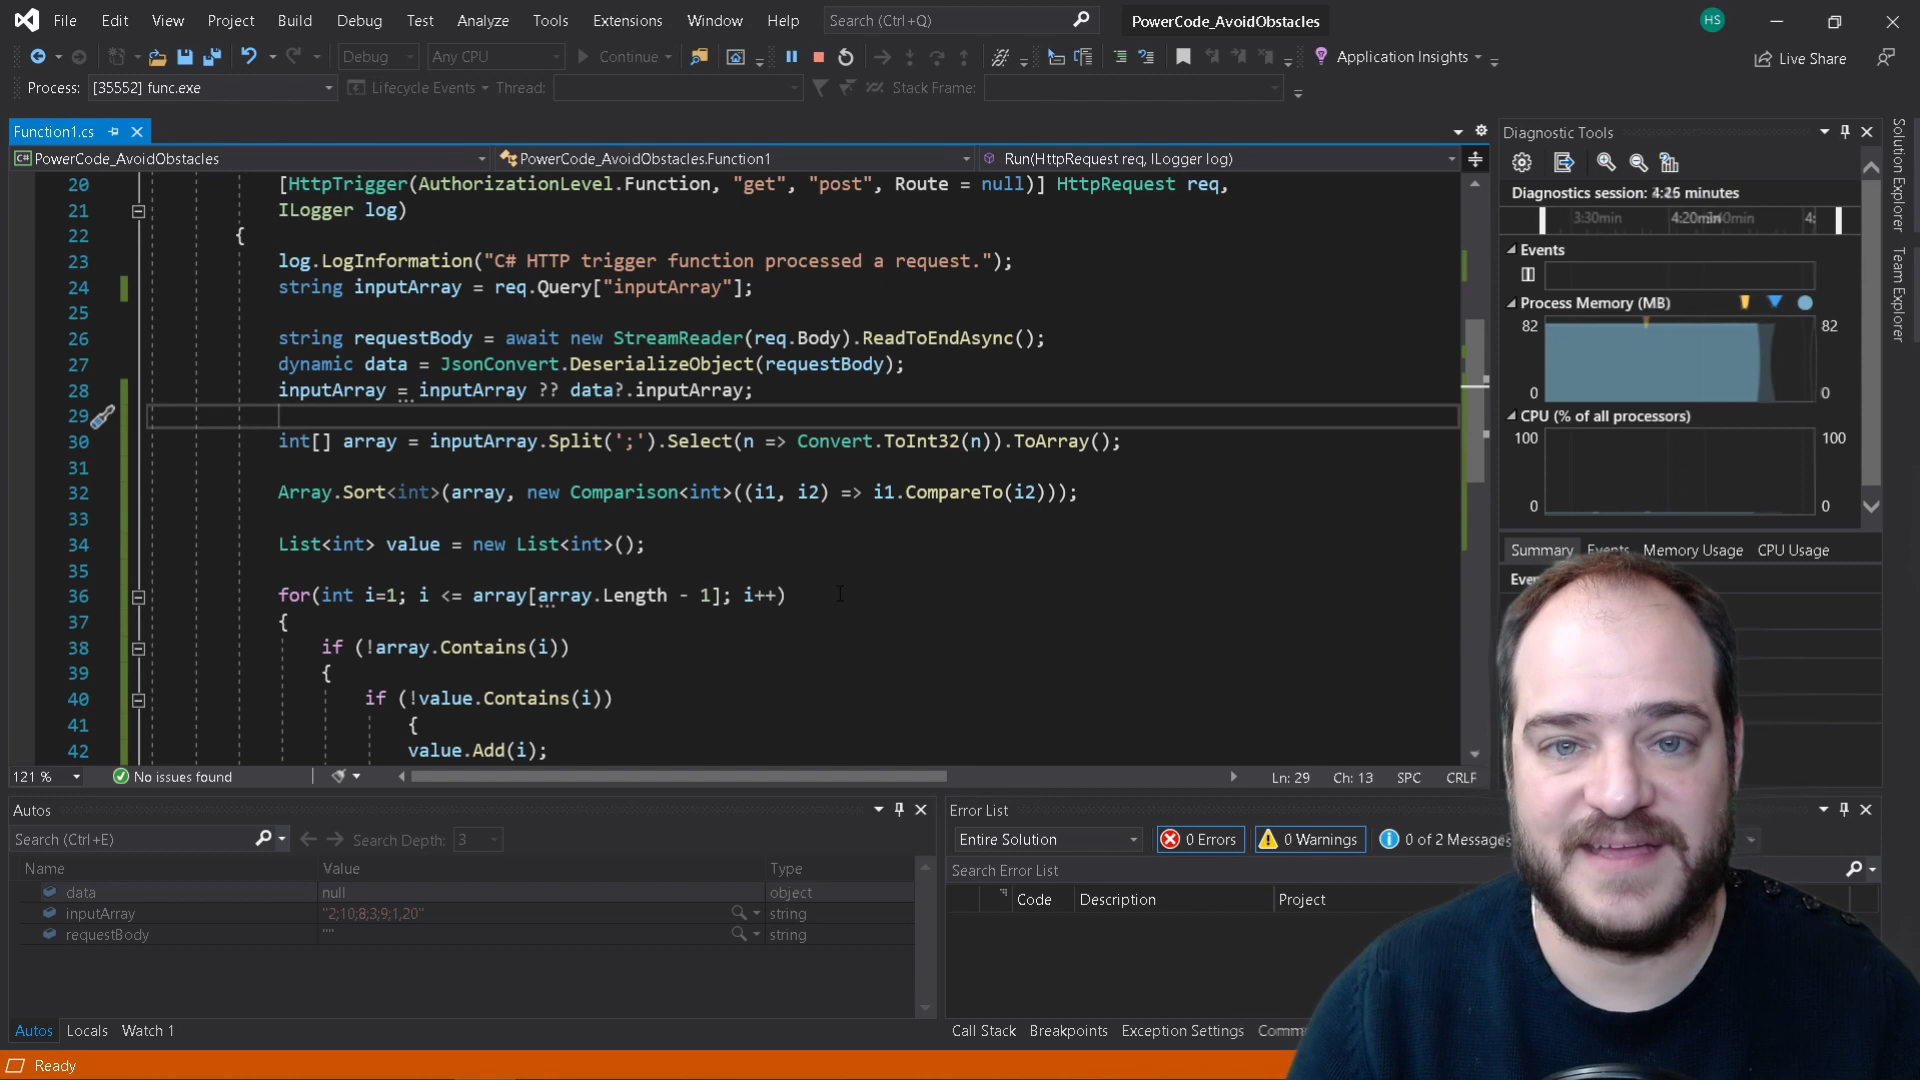 File Edit View Project Build Debug Test Analyze Tools Extensions Window Help Search (Ctrl+Q) PowerCode_AvoidObstacles HS
Debug Any CPU Continue Application Insights Live Share
Process: [35552] func.exe Lifecycle Events Thread: Stack Frame:
Function1.cs
PowerCode_AvoidObstacles PowerCode_AvoidObstacles.Function1 Run(HttpRequest req, ILogger log)
20 [HttpTrigger(AuthorizationLevel.Function, "get", "post", Route = null)] HttpRequest req,
21 ILogger log)
22 {
23 log.LogInformation("C# HTTP trigger function processed a request.");
24 string inputArray = req.Query["inputArray"];
25
26 string requestBody = await new StreamReader(req.Body).ReadToEndAsync();
27 dynamic data = JsonConvert.DeserializeObject(requestBody);
28 inputArray = inputArray ?? data?.inputArray;
29
30 int[] array = inputArray.Split(';').Select(n => Convert.ToInt32(n)).ToArray();
31
32 Array.Sort<int>(array, new Comparison<int>((i1, i2) => i1.CompareTo(i2)));
33
34 List<int> value = new List<int>();
35
36 for(int i=1; i <= array[array.Length - 1]; i++)
37 {
38 if (!array.Contains(i))
39 {
40 if (!value.Contains(i))
41 {
42 value.Add(i);
121 % No issues found Ln: 29 Ch: 13 SPC CRLF
Diagnostic Tools
Diagnostics session: 4:26 minutes
3:30min 4:20min 4:
Events
Process Memory (MB)
82 82
0 0
CPU (% of all processors)
100 100
0 0
Summary Events Memory Usage CPU Usage
Solution Explorer
Team Explorer
Autos
Search (Ctrl+E) Search Depth: 3
Name Value Type
data null object
inputArray "2;10;8;3;9;1,20" string
requestBody "" string
Autos Locals Watch 1
Error List
Entire Solution 0 Errors 0 Warnings 0 of 2 Messages
Search Error List
Code Description Project
Call Stack Breakpoints Exception Settings
Ready